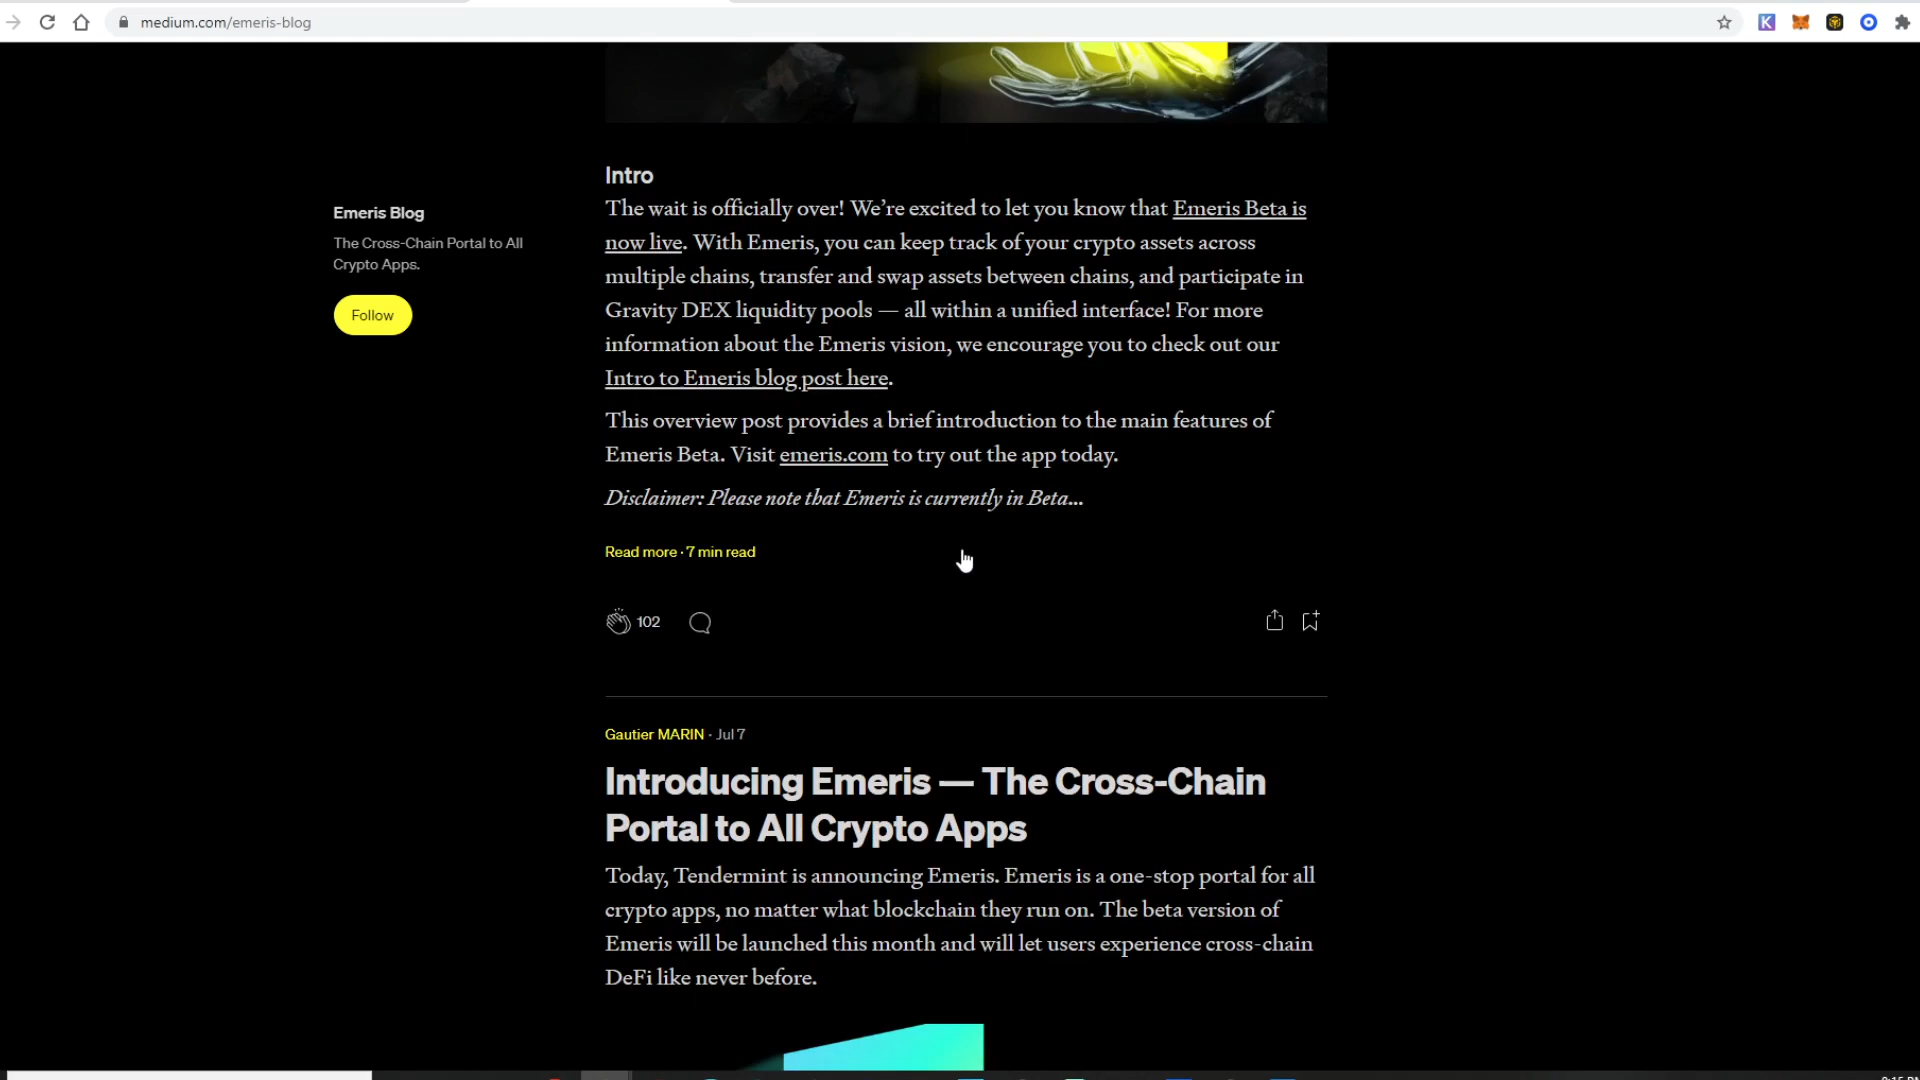 medium.com/emeris-blog
Emeris Blog
The Cross-Chain Portal to All
Crypto Apps.
Follow
Intro
The wait is officially over! We’re excited to let you know that Emeris Beta is
now live. With Emeris, you can keep track of your crypto assets across
multiple chains, transfer and swap assets between chains, and participate in
Gravity DEX liquidity pools — all within a unified interface! For more
information about the Emeris vision, we encourage you to check out our
Intro to Emeris blog post here.
This overview post provides a brief introduction to the main features of
Emeris Beta. Visit emeris.com to try out the app today.
Disclaimer: Please note that Emeris is currently in Beta...
Read more · 7 min read
102
Gautier MARIN · Jul 7
Introducing Emeris — The Cross-Chain
Portal to All Crypto Apps
Today, Tendermint is announcing Emeris. Emeris is a one-stop portal for all
crypto apps, no matter what blockchain they run on. The beta version of
Emeris will be launched this month and will let users experience cross-chain
DeFi like never before.